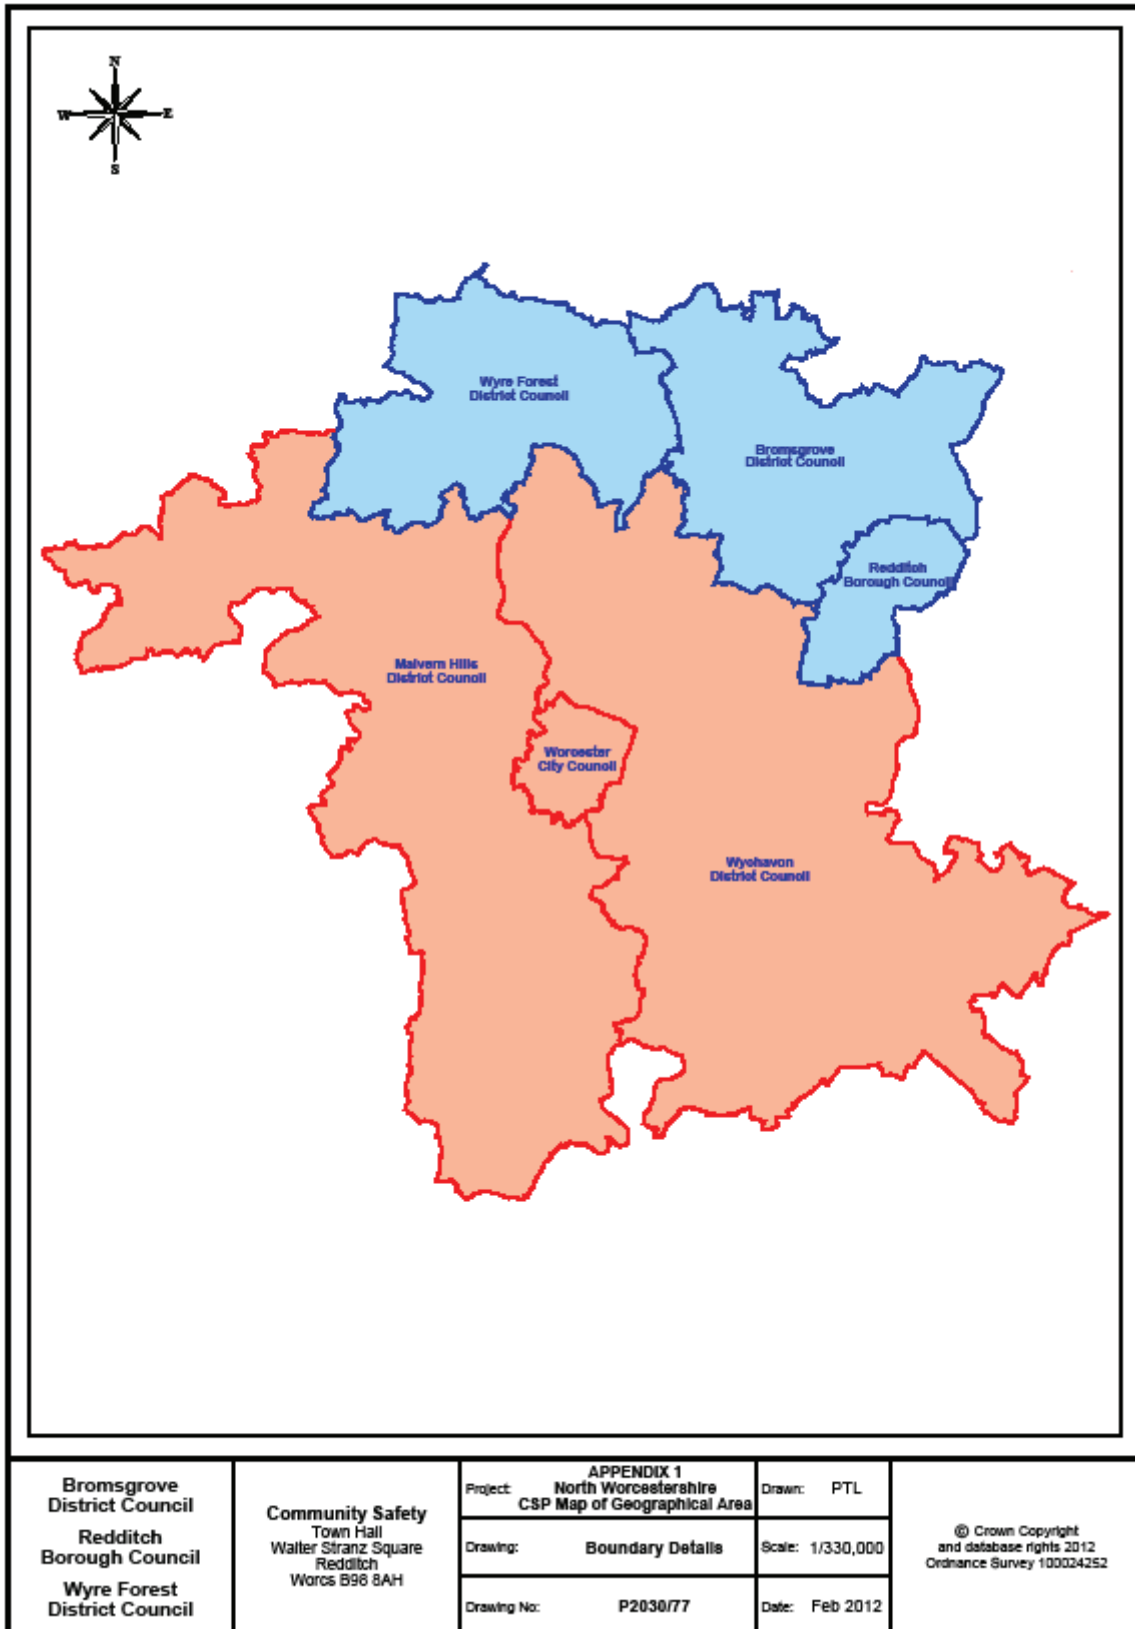 N
W E
S
Wyre Forest
District Council
Bromsgrove
District Council
Redditch
Borough Council
Malvern Hills
District Council
Worcester
City Council
Wychavon
District Council
Bromsgrove
District Council
Redditch
Borough Council
Wyre Forest
District Council
Community Safety
Town Hall
Walter Stranz Square
Redditch
Worcs B98 8AH
Project: APPENDIX 1
North Worcestershire
CSP Map of Geographical Area
Drawing: Boundary Details
Drawing No: P2030/77
Drawn: PTL
Scale: 1/330,000
Date: Feb 2012
© Crown Copyright
and database rights 2012
Ordnance Survey 100024252